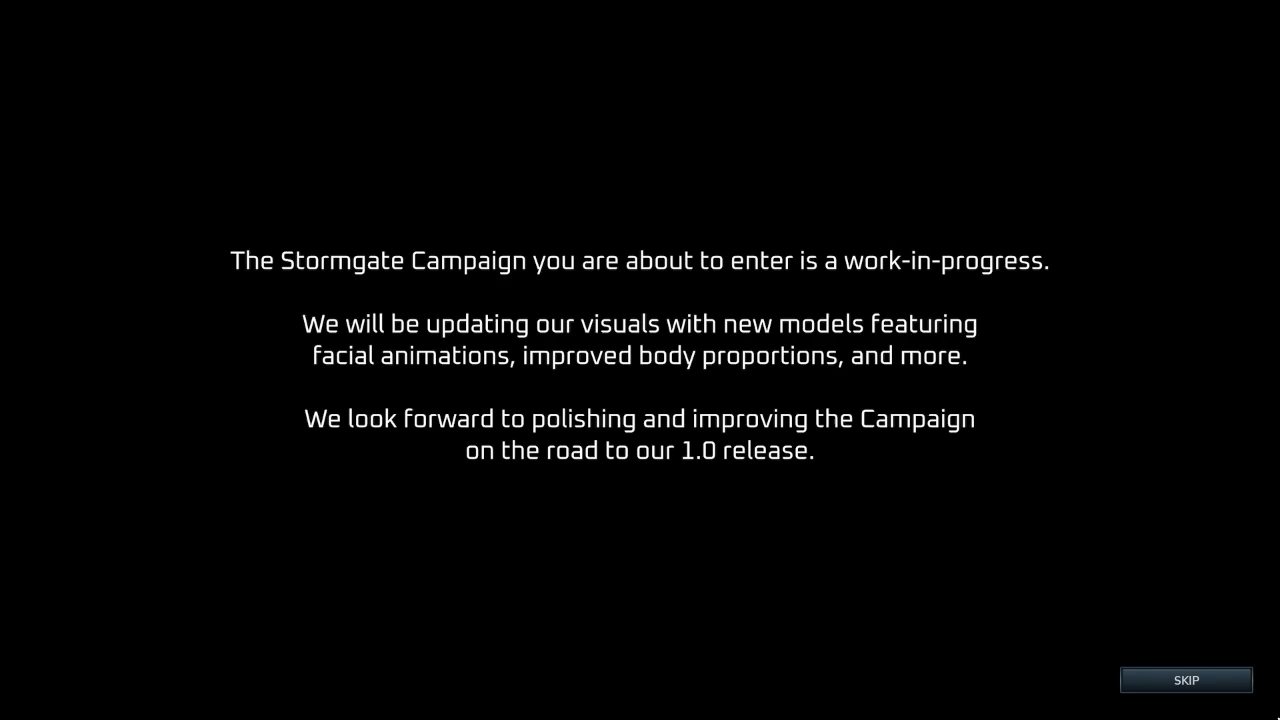 The Stormgate Campaign you are about to enter is a work-in-progress.
We will be updating our visuals with new models featuring
facial animations, improved body proportions, and more.
We look forward to polishing and improving the Campaign
on the road to our 1.0 release.
SKIP